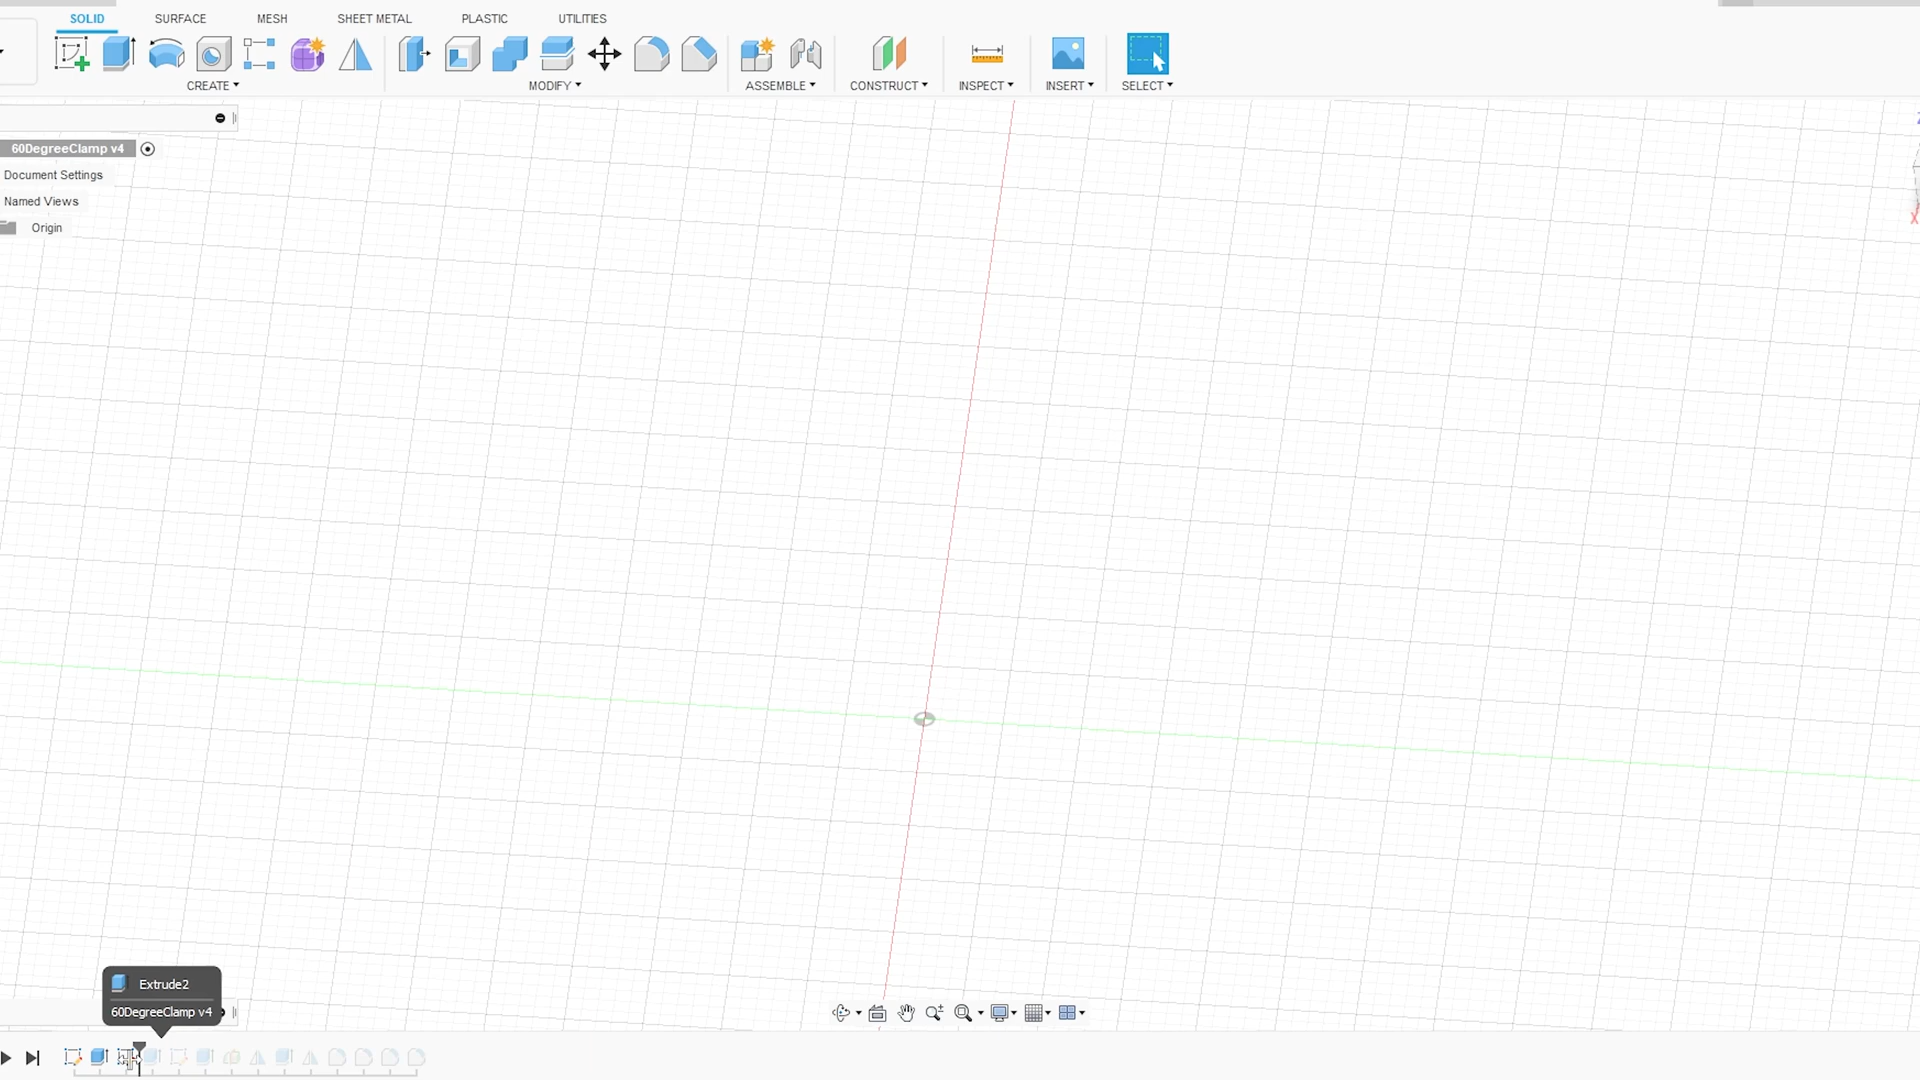 SOLID
SURFACE
MESH
SHEET METAL
PLASTIC
UTILITIES
CREATE
MODIFY
ASSEMBLE
CONSTRUCT
INSPECT
INSERT
SELECT
60DegreeClamp v4
Document Settings
Named Views
Origin
X
Extrude2
60DegreeClamp v4